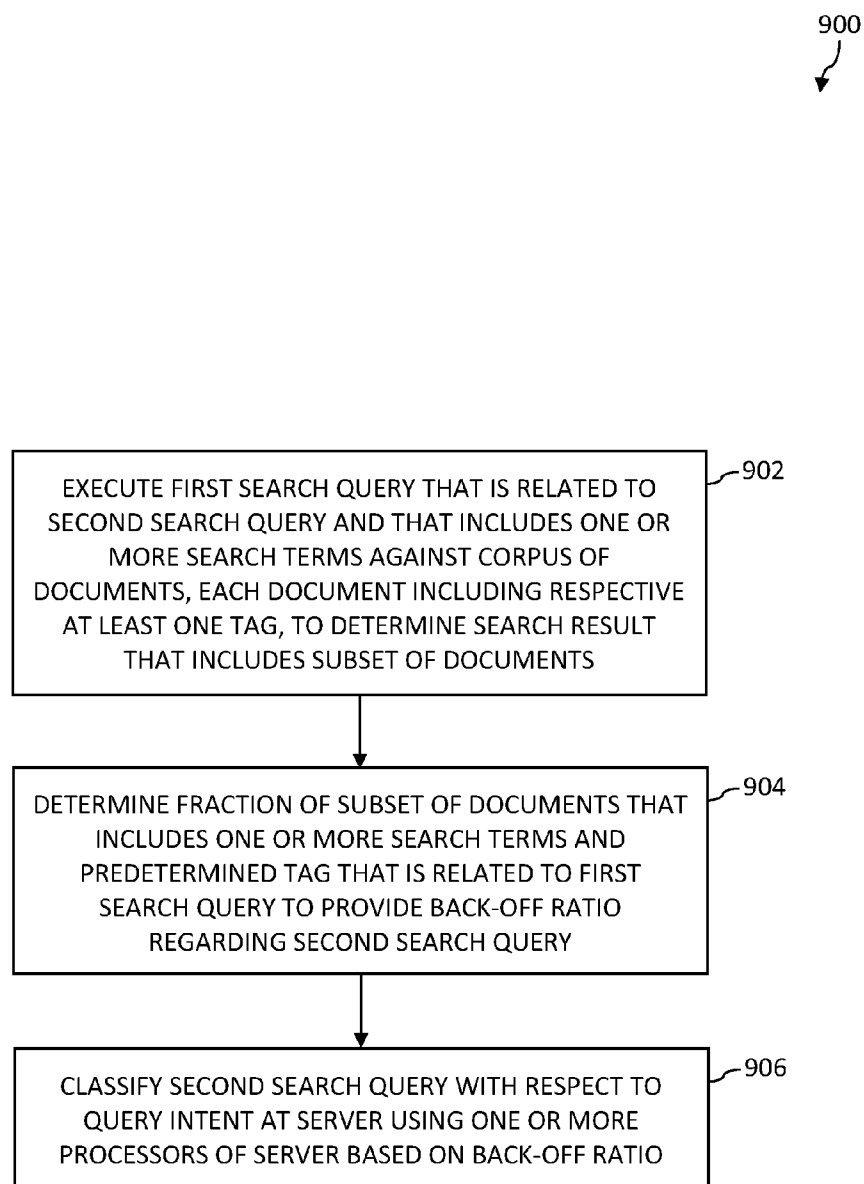 900
EXECUTE FIRST SEARCH QUERY THAT IS RELATED TO
SECOND SEARCH QUERY AND THAT INCLUDES ONE OR
MORE SEARCH TERMS AGAINST CORPUS OF
DOCUMENTS, EACH DOCUMENT INCLUDING RESPECTIVE
AT LEAST ONE TAG, TO DETERMINE SEARCH RESULT
THAT INCLUDES SUBSET OF DOCUMENTS
902
DETERMINE FRACTION OF SUBSET OF DOCUMENTS THAT
INCLUDES ONE OR MORE SEARCH TERMS AND
PREDETERMINED TAG THAT IS RELATED TO FIRST
SEARCH QUERY TO PROVIDE BACK-OFF RATIO
REGARDING SECOND SEARCH QUERY
904
CLASSIFY SECOND SEARCH QUERY WITH RESPECT TO
QUERY INTENT AT SERVER USING ONE OR MORE
PROCESSORS OF SERVER BASED ON BACK-OFF RATIO
906